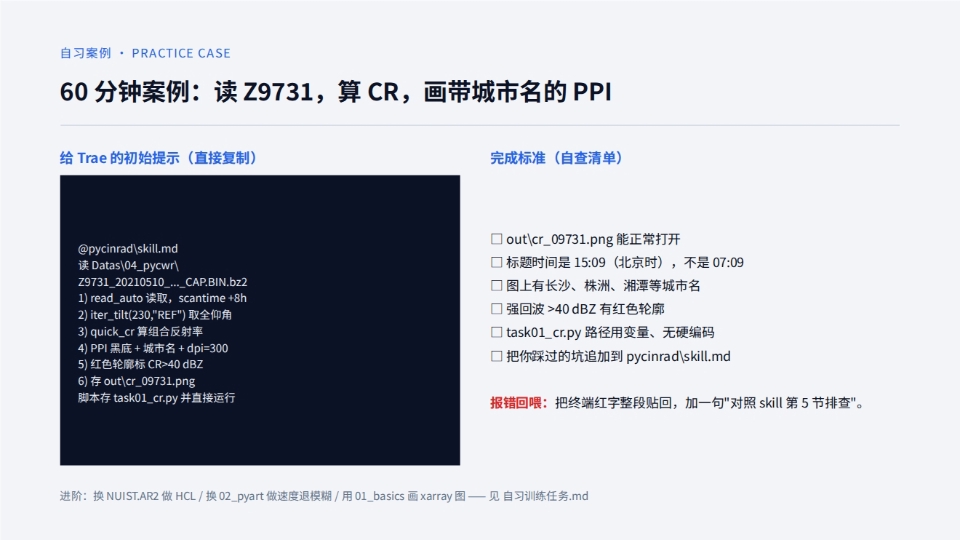 自习案例 · PRACTICE CASE
60 分钟案例：读 Z9731，算 CR，画带城市名的 PPI
给 Trae 的初始提示（直接复制）
@pycinrad\skill.md
读 Datas\04_pycwr\
Z9731_20210510_..._CAP.BIN.bz2
1) read_auto 读取，scantime +8h
2) iter_tilt(230,"REF") 取全仰角
3) quick_cr 算组合反射率
4) PPI 黑底 + 城市名 + dpi=300
5) 红色轮廓标 CR>40 dBZ
6) 存 out\cr_09731.png
脚本存 task01_cr.py 并直接运行
完成标准（自查清单）
☐ out\cr_09731.png 能正常打开
☐ 标题时间是 15:09（北京时），不是 07:09
☐ 图上有长沙、株洲、湘潭等城市名
☐ 强回波 >40 dBZ 有红色轮廓
☐ task01_cr.py 路径用变量、无硬编码
☐ 把你踩过的坑追加到 pycinrad\skill.md
报错回喂：把终端红字整段贴回，加一句"对照 skill 第 5 节排查"。
进阶：换 NUIST.AR2 做 HCL / 换 02_pyart 做速度退模糊 / 用 01_basics 画 xarray 图 —— 见 自习训练任务.md